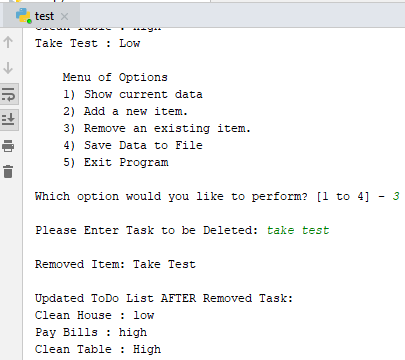 test
Clean Table : High
Take Test : Low
Menu of Options
1) Show current data
2) Add a new item.
3) Remove an existing item.
4) Save Data to File
5) Exit Program
Which option would you like to perform? [1 to 4] - 3
Please Enter Task to be Deleted: take test
Removed Item: Take Test
Updated ToDo List AFTER Removed Task:
Clean House : low
Pay Bills : high
Clean Table : High